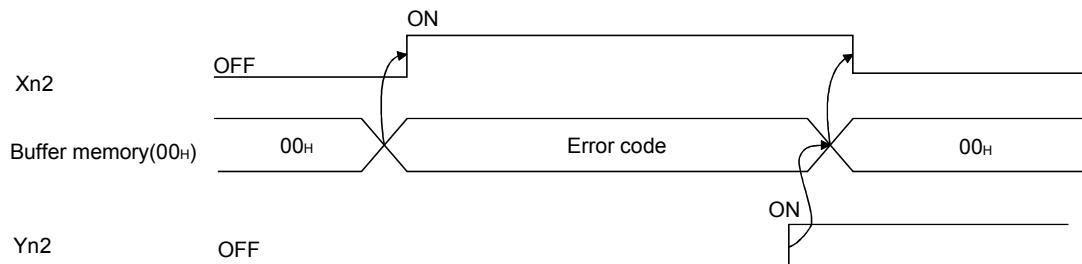 ON
OFF
Xn2
Buffer memory(00H) 00H Error code 00H
ON
Yn2 OFF